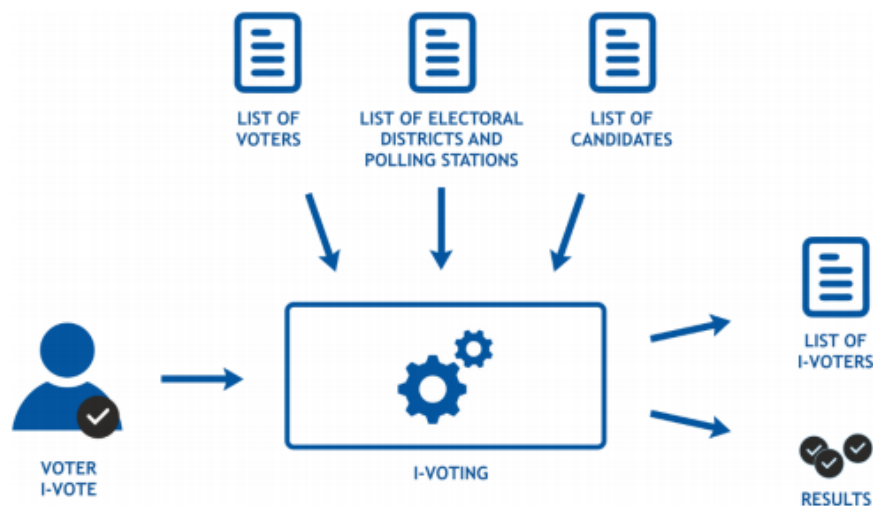 LIST OF
VOTERS
LIST OF ELECTORAL
DISTRICTS AND
POLLING STATIONS
LIST OF
CANDIDATES
LIST OF
I-VOTERS
VOTER
I-VOTE
I-VOTING
RESULTS